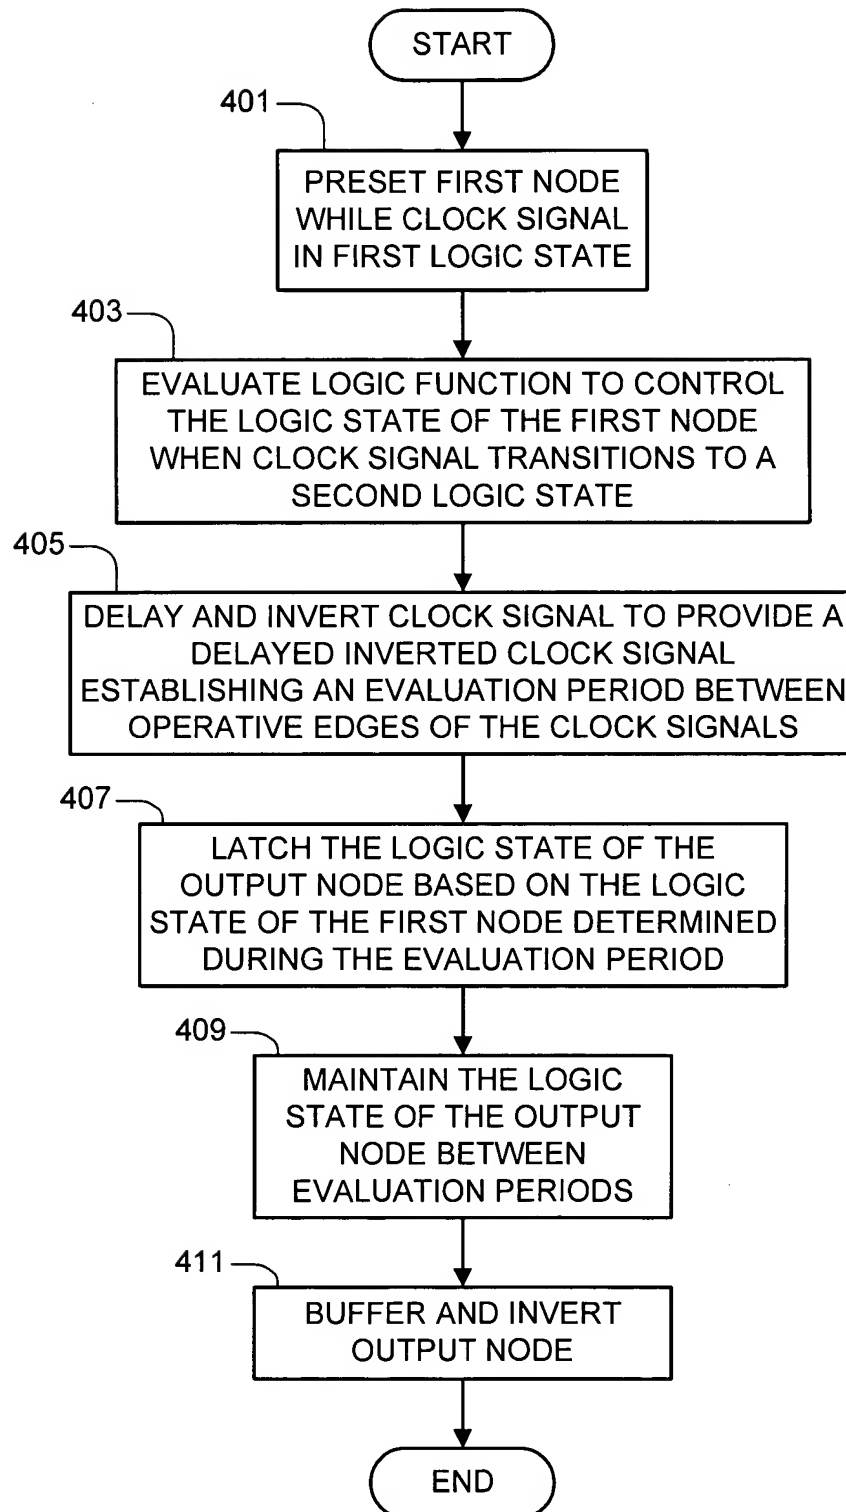 START
401
PRESET FIRST NODE
WHILE CLOCK SIGNAL
IN FIRST LOGIC STATE
403
EVALUATE LOGIC FUNCTION TO CONTROL
THE LOGIC STATE OF THE FIRST NODE
WHEN CLOCK SIGNAL TRANSITIONS TO A
SECOND LOGIC STATE
405
DELAY AND INVERT CLOCK SIGNAL TO PROVIDE A
DELAYED INVERTED CLOCK SIGNAL
ESTABLISHING AN EVALUATION PERIOD BETWEEN
OPERATIVE EDGES OF THE CLOCK SIGNALS
407
LATCH THE LOGIC STATE OF THE
OUTPUT NODE BASED ON THE LOGIC
STATE OF THE FIRST NODE DETERMINED
DURING THE EVALUATION PERIOD
409
MAINTAIN THE LOGIC
STATE OF THE OUTPUT
NODE BETWEEN
EVALUATION PERIODS
411
BUFFER AND INVERT
OUTPUT NODE
END